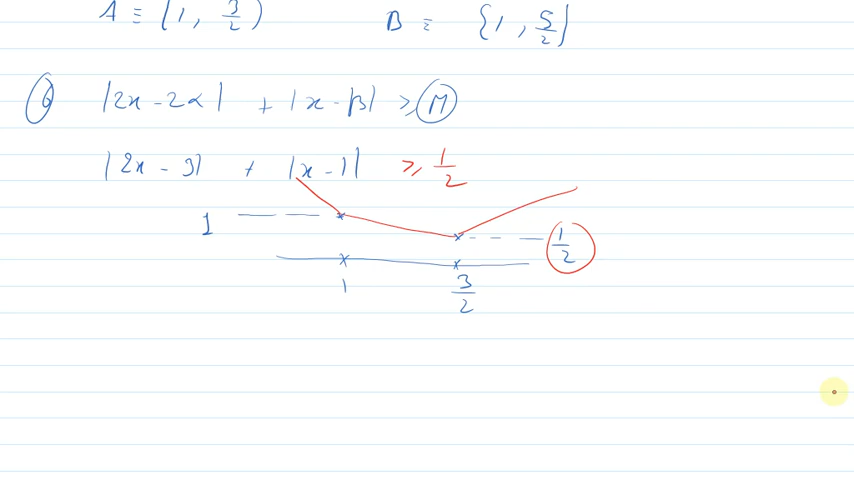 A ≡ (1, 3/2) B ≡ {1, 5/2}
Q |2x - 2α| + |x - β| ≥ M
|2x - 3| + |x - 1| ≥ 1/2
1
1/2
1 3/2